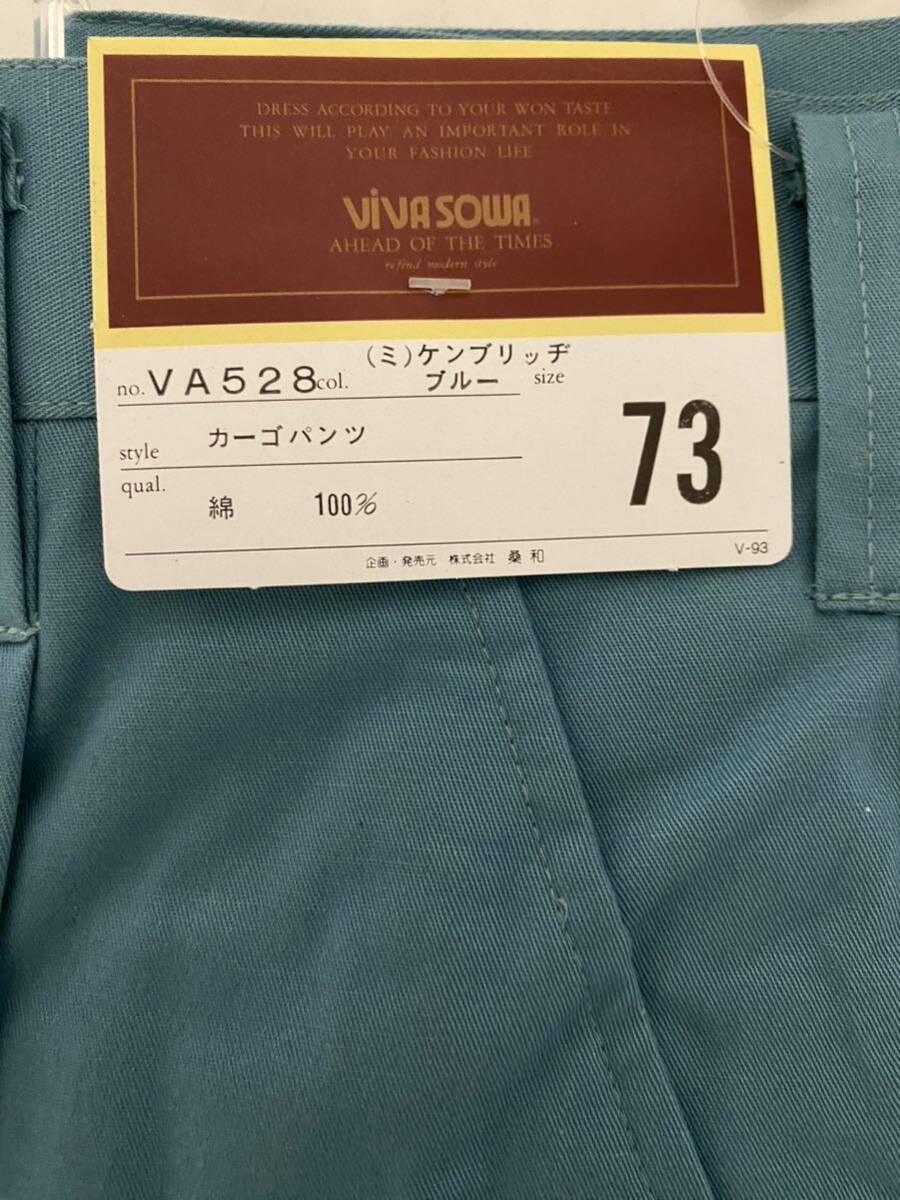 DRESS ACCORDING TO YOUR WON TASTE
THIS WILL PLAY AN IMPORTANT ROLE IN
YOUR FASHION LIFE
ViVA SOWA®
AHEAD OF THE TIMES
refind modern style
no. VA528 col. (ミ)ケンブリッヂ
ブルー size
73
style カーゴパンツ
qual.
綿 100%
企画・発売元 株式会社 桑和 V-93